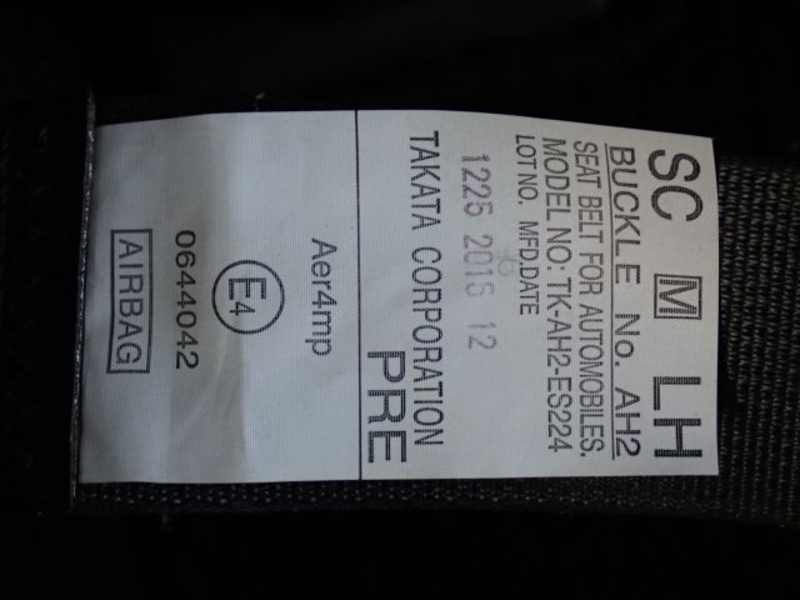 SC M LH
BUCKLE No. AH2
SEAT BELT FOR AUTOMOBILES.
MODEL NO: TK-AH2-ES224
LOT NO. MFD.DATE
1225 2015 12
TAKATA CORPORATION
PRE
Aer4mp
E4
0644042
AIRBAG